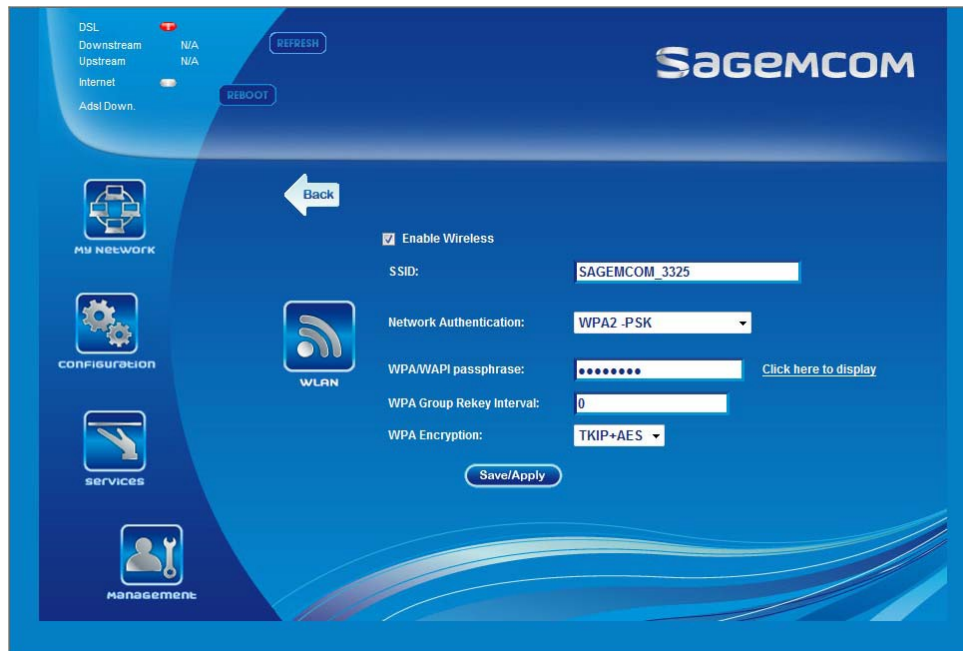 DSL
Downstream N/A
Upstream N/A
Internet
Adsl Down.
REFRESH
REBOOT
Sagemcom
Back
My Network
Configuration
Services
Management
WLAN
Enable Wireless
SSID: SAGEMCOM_3325
Network Authentication: WPA2 -PSK
WPA/WAPI passphrase: •••••••• Click here to display
WPA Group Rekey Interval: 0
WPA Encryption: TKIP+AES
Save/Apply